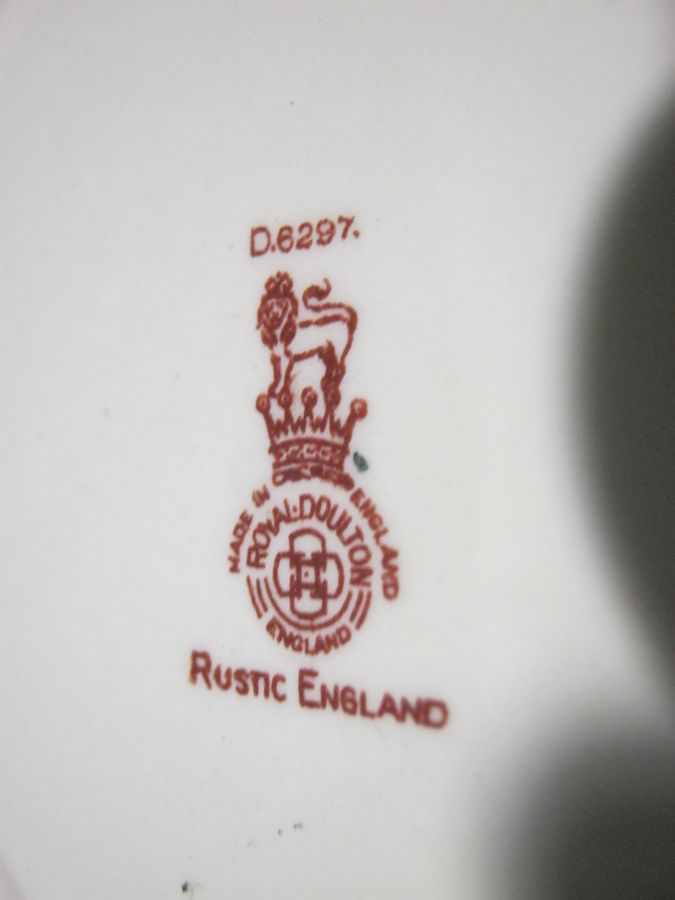 D.6297.
MADE IN ENGLAND
ROYAL·DOULTON
ENGLAND
RUSTIC ENGLAND